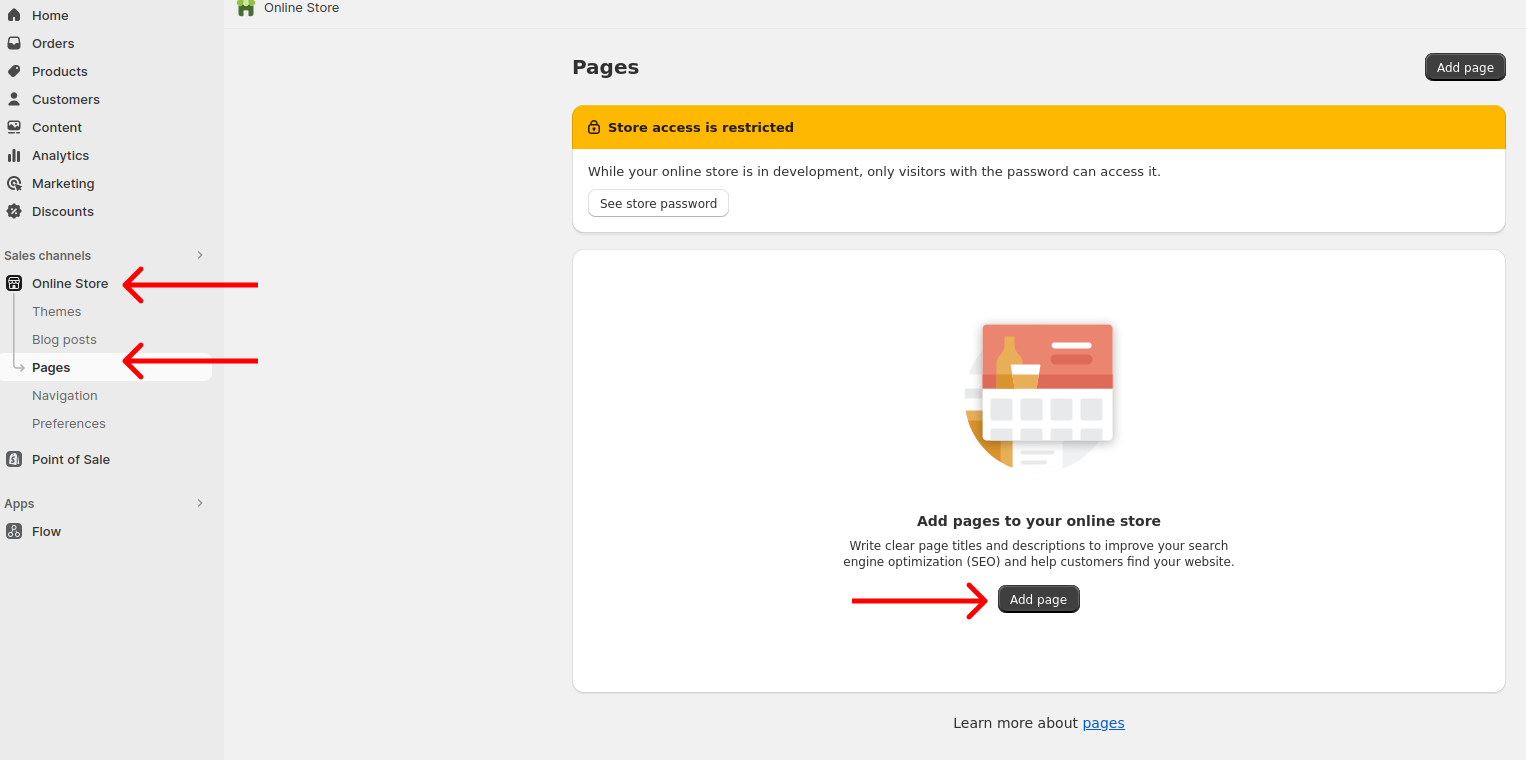 Online Store
Home
Orders
Products
Customers
Content
Analytics
Marketing
Discounts
Sales channels
Online Store
Themes
Blog posts
Pages
Navigation
Preferences
Point of Sale
Apps
Flow
Pages
Add page
Store access is restricted
While your online store is in development, only visitors with the password can access it.
See store password
Add pages to your online store
Write clear page titles and descriptions to improve your search
engine optimization (SEO) and help customers find your website.
Add page
Learn more about pages